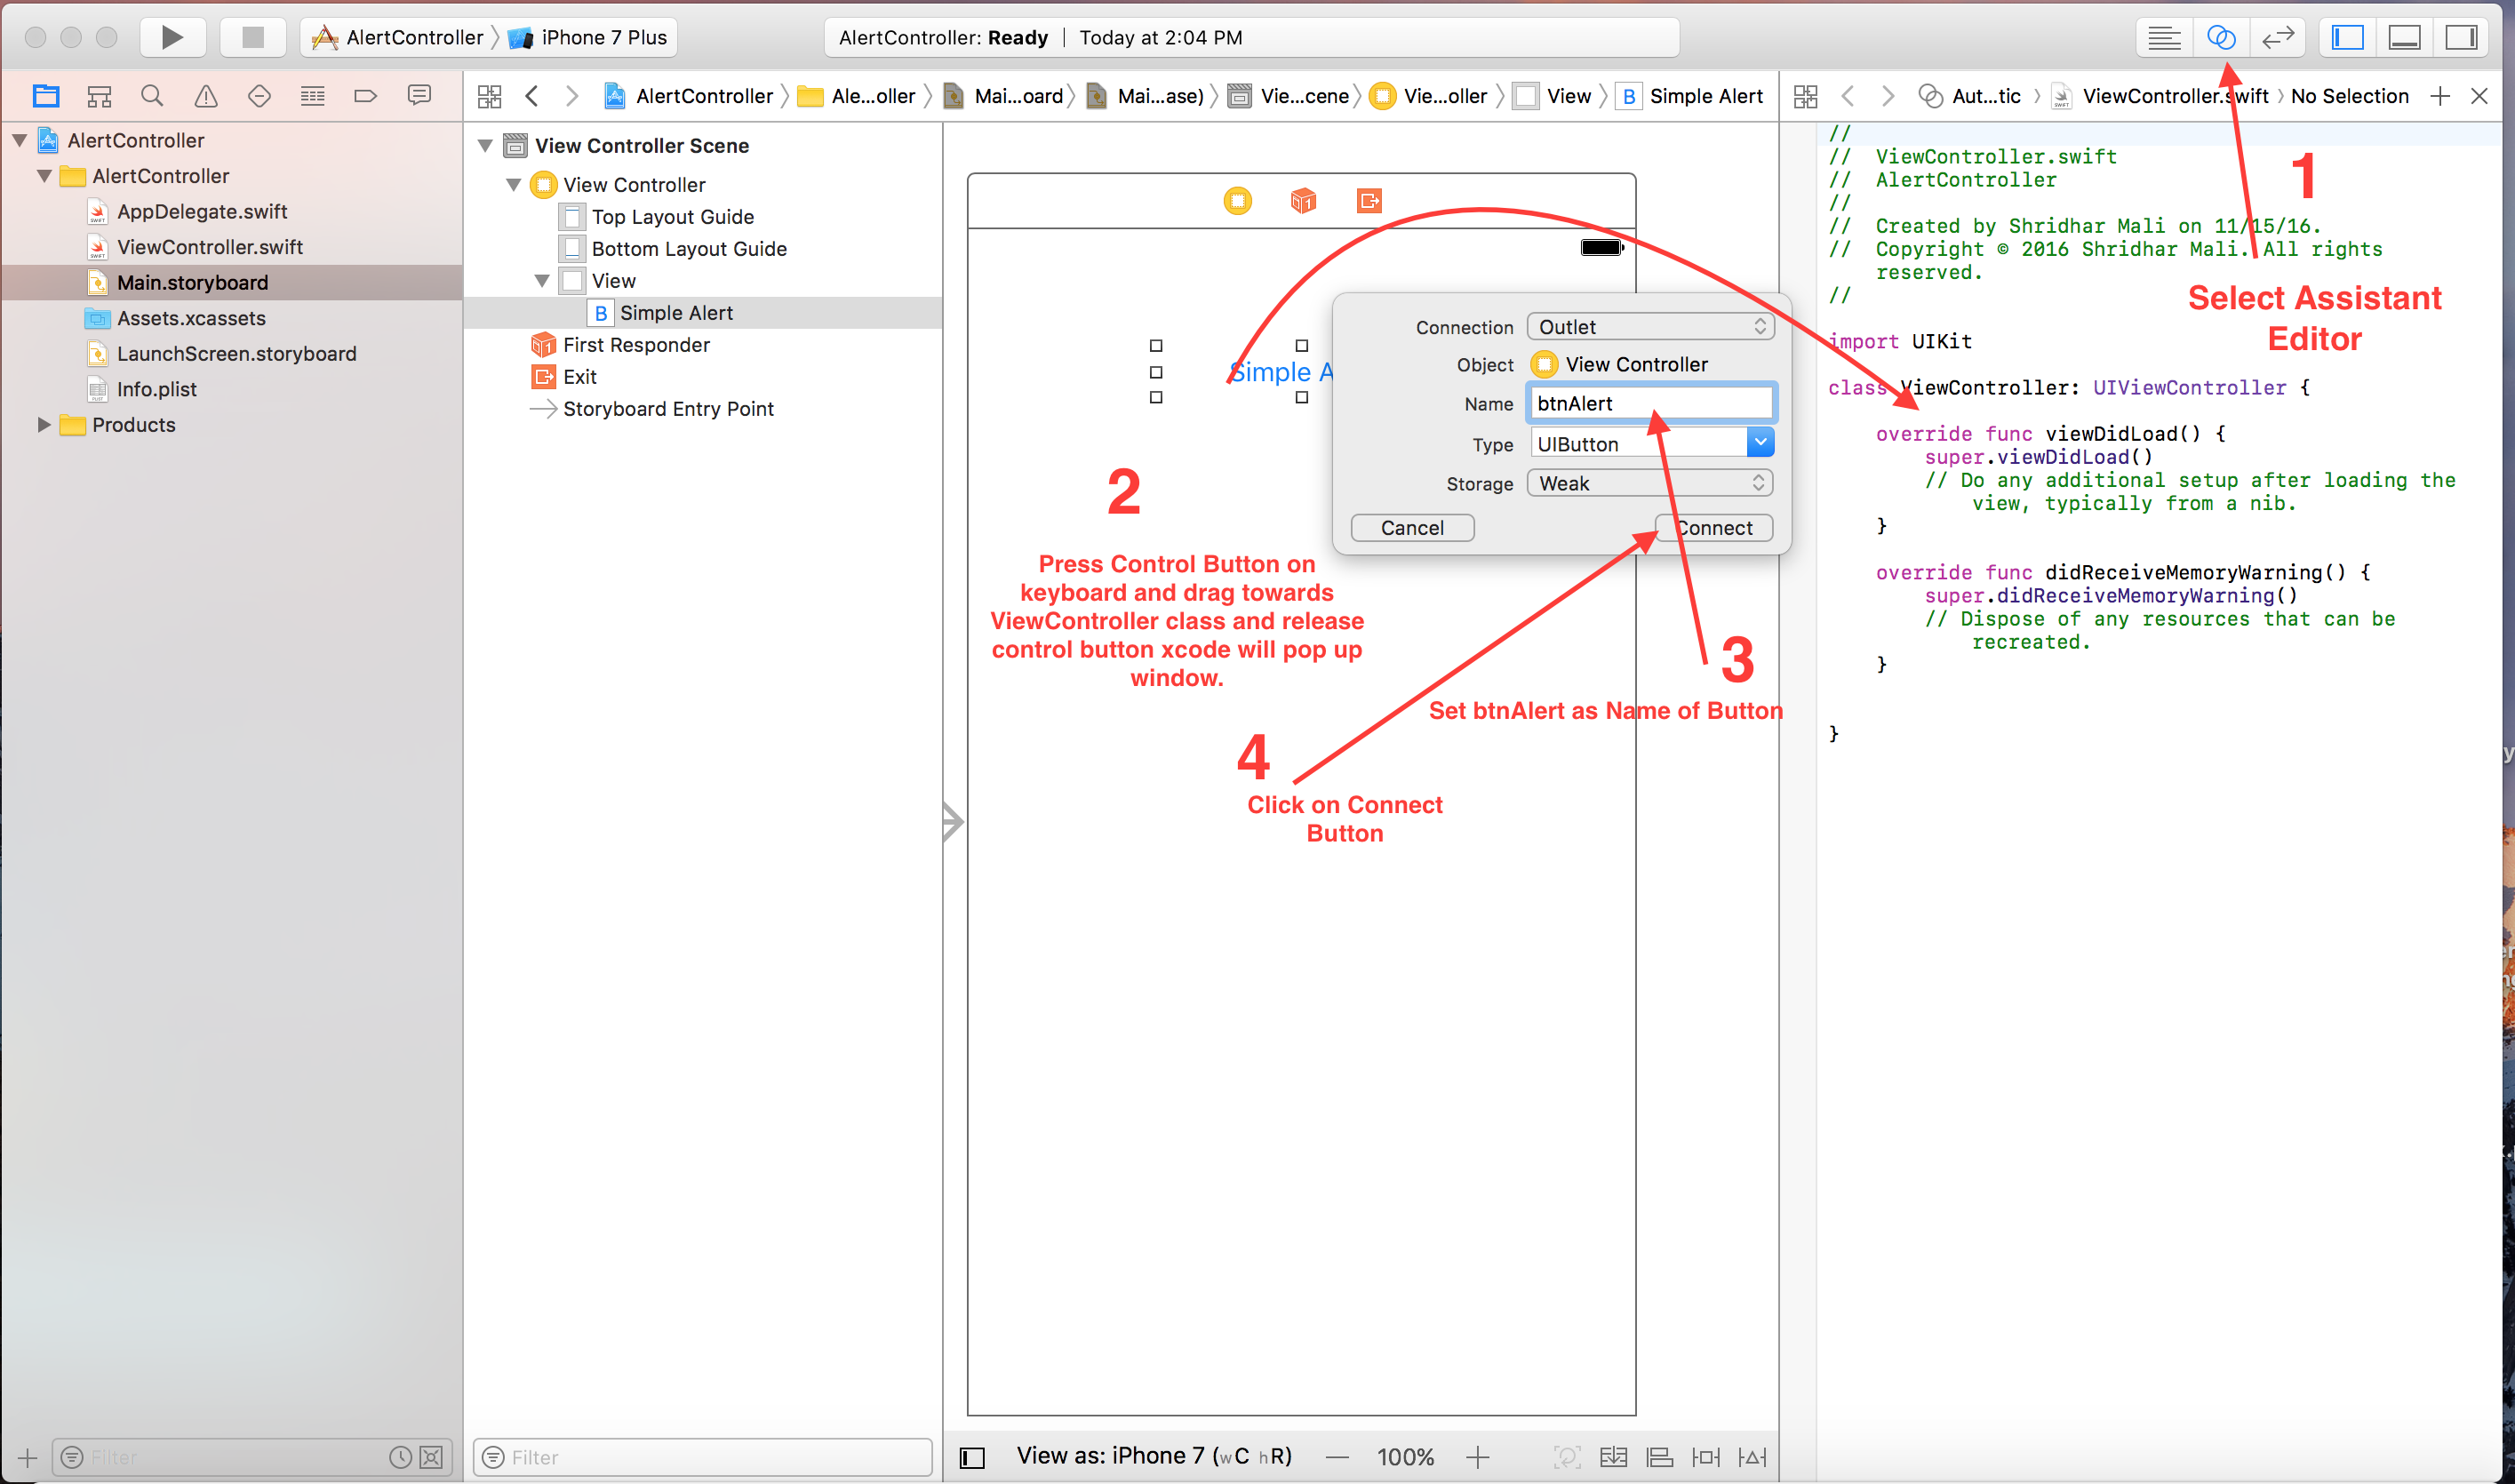 AlertController
iPhone 7 Plus
AlertController: Ready | Today at 2:04 PM
AlertController
Ale...oller
Mai...oard
Mai...ase)
Vie...cene
Vie...oller
View
B Simple Alert
Aut...tic
ViewController.swift
No Selection
AlertController
AlertController
AppDelegate.swift
ViewController.swift
Main.storyboard
Assets.xcassets
LaunchScreen.storyboard
Info.plist
Products
View Controller Scene
View Controller
Top Layout Guide
Bottom Layout Guide
View
B Simple Alert
First Responder
Exit
Storyboard Entry Point
Simple A
Connection Outlet
Object View Controller
Name btnAlert
Type UIButton
Storage Weak
Cancel
Connect
2
Press Control Button on
keyboard and drag towards
ViewController class and release
control button xcode will pop up
window.
3
Set btnAlert as Name of Button
4
Click on Connect
Button
//
// ViewController.swift
// AlertController
//
// Created by Shridhar Mali on 11/15/16.
// Copyright © 2016 Shridhar Mali. All rights
reserved.
//
1
Select Assistant
Editor
import UIKit
class ViewController: UIViewController {
override func viewDidLoad() {
super.viewDidLoad()
// Do any additional setup after loading the
view, typically from a nib.
}
override func didReceiveMemoryWarning() {
super.didReceiveMemoryWarning()
// Dispose of any resources that can be
recreated.
}
}
Filter
Filter
View as: iPhone 7 (wC hR)
100%